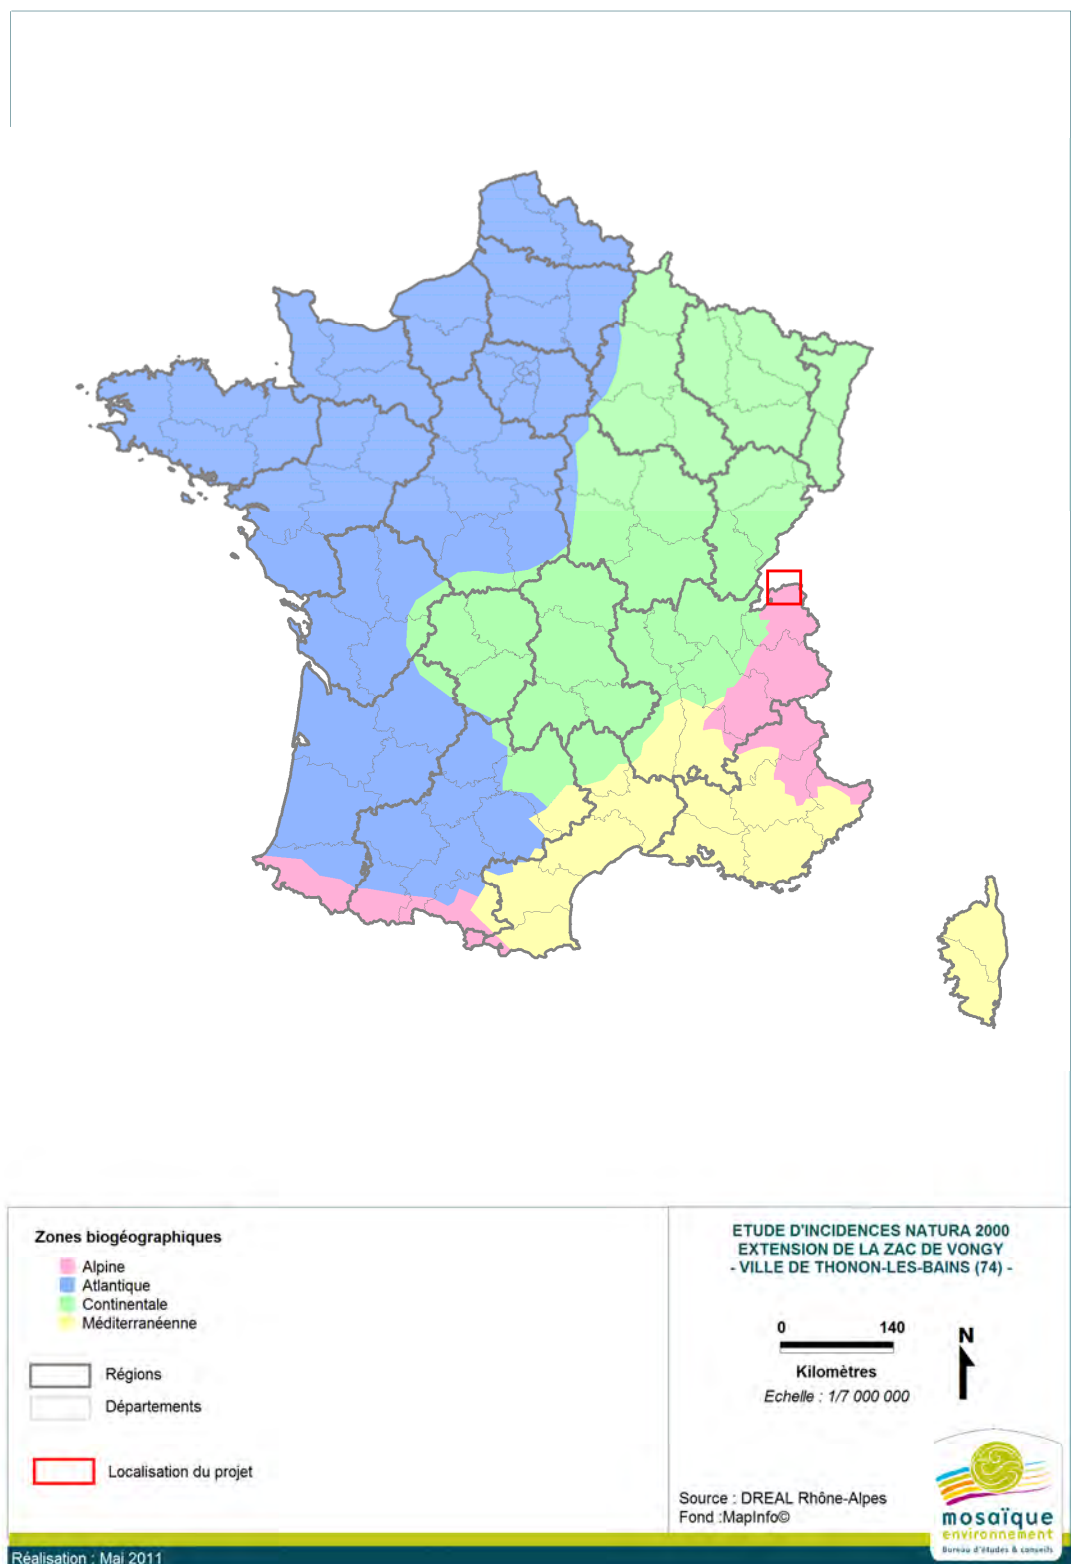 Zones biogéographiques
Alpine
Atlantique
Continentale
Méditerranéenne
Régions
Départements
Localisation du projet
ETUDE D'INCIDENCES NATURA 2000
EXTENSION DE LA ZAC DE VONGY
- VILLE DE THONON-LES-BAINS (74) -
0 140
N
Kilomètres
Echelle : 1/7 000 000
Source : DREAL Rhône-Alpes
Fond :MapInfo©
mosaïque
environnement
Bureau d'études & conseils
Réalisation : Mai 2011